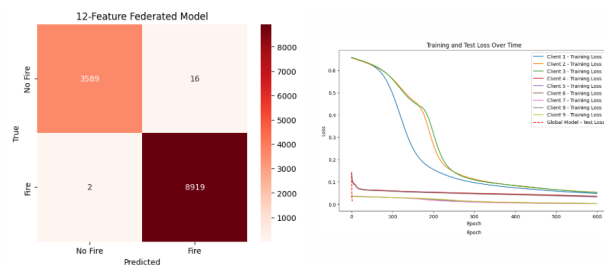 12-Feature Federated Model
No Fire
Fire
True
3589
16
2
8919
No Fire
Fire
Predicted
8000
7000
6000
5000
4000
3000
2000
1000
Training and Test Loss Over Time
Loss
0.6
0.5
0.4
0.3
0.2
0.1
0.0
0
100
200
300
400
500
600
Epoch
Epoch
Client 1 - Training Loss
Client 2 - Training Loss
Client 3 - Training Loss
Client 4 - Training Loss
Client 5 - Training Loss
Client 6 - Training Loss
Client 7 - Training Loss
Client 8 - Training Loss
Client 9 - Training Loss
Global Model - Test Loss